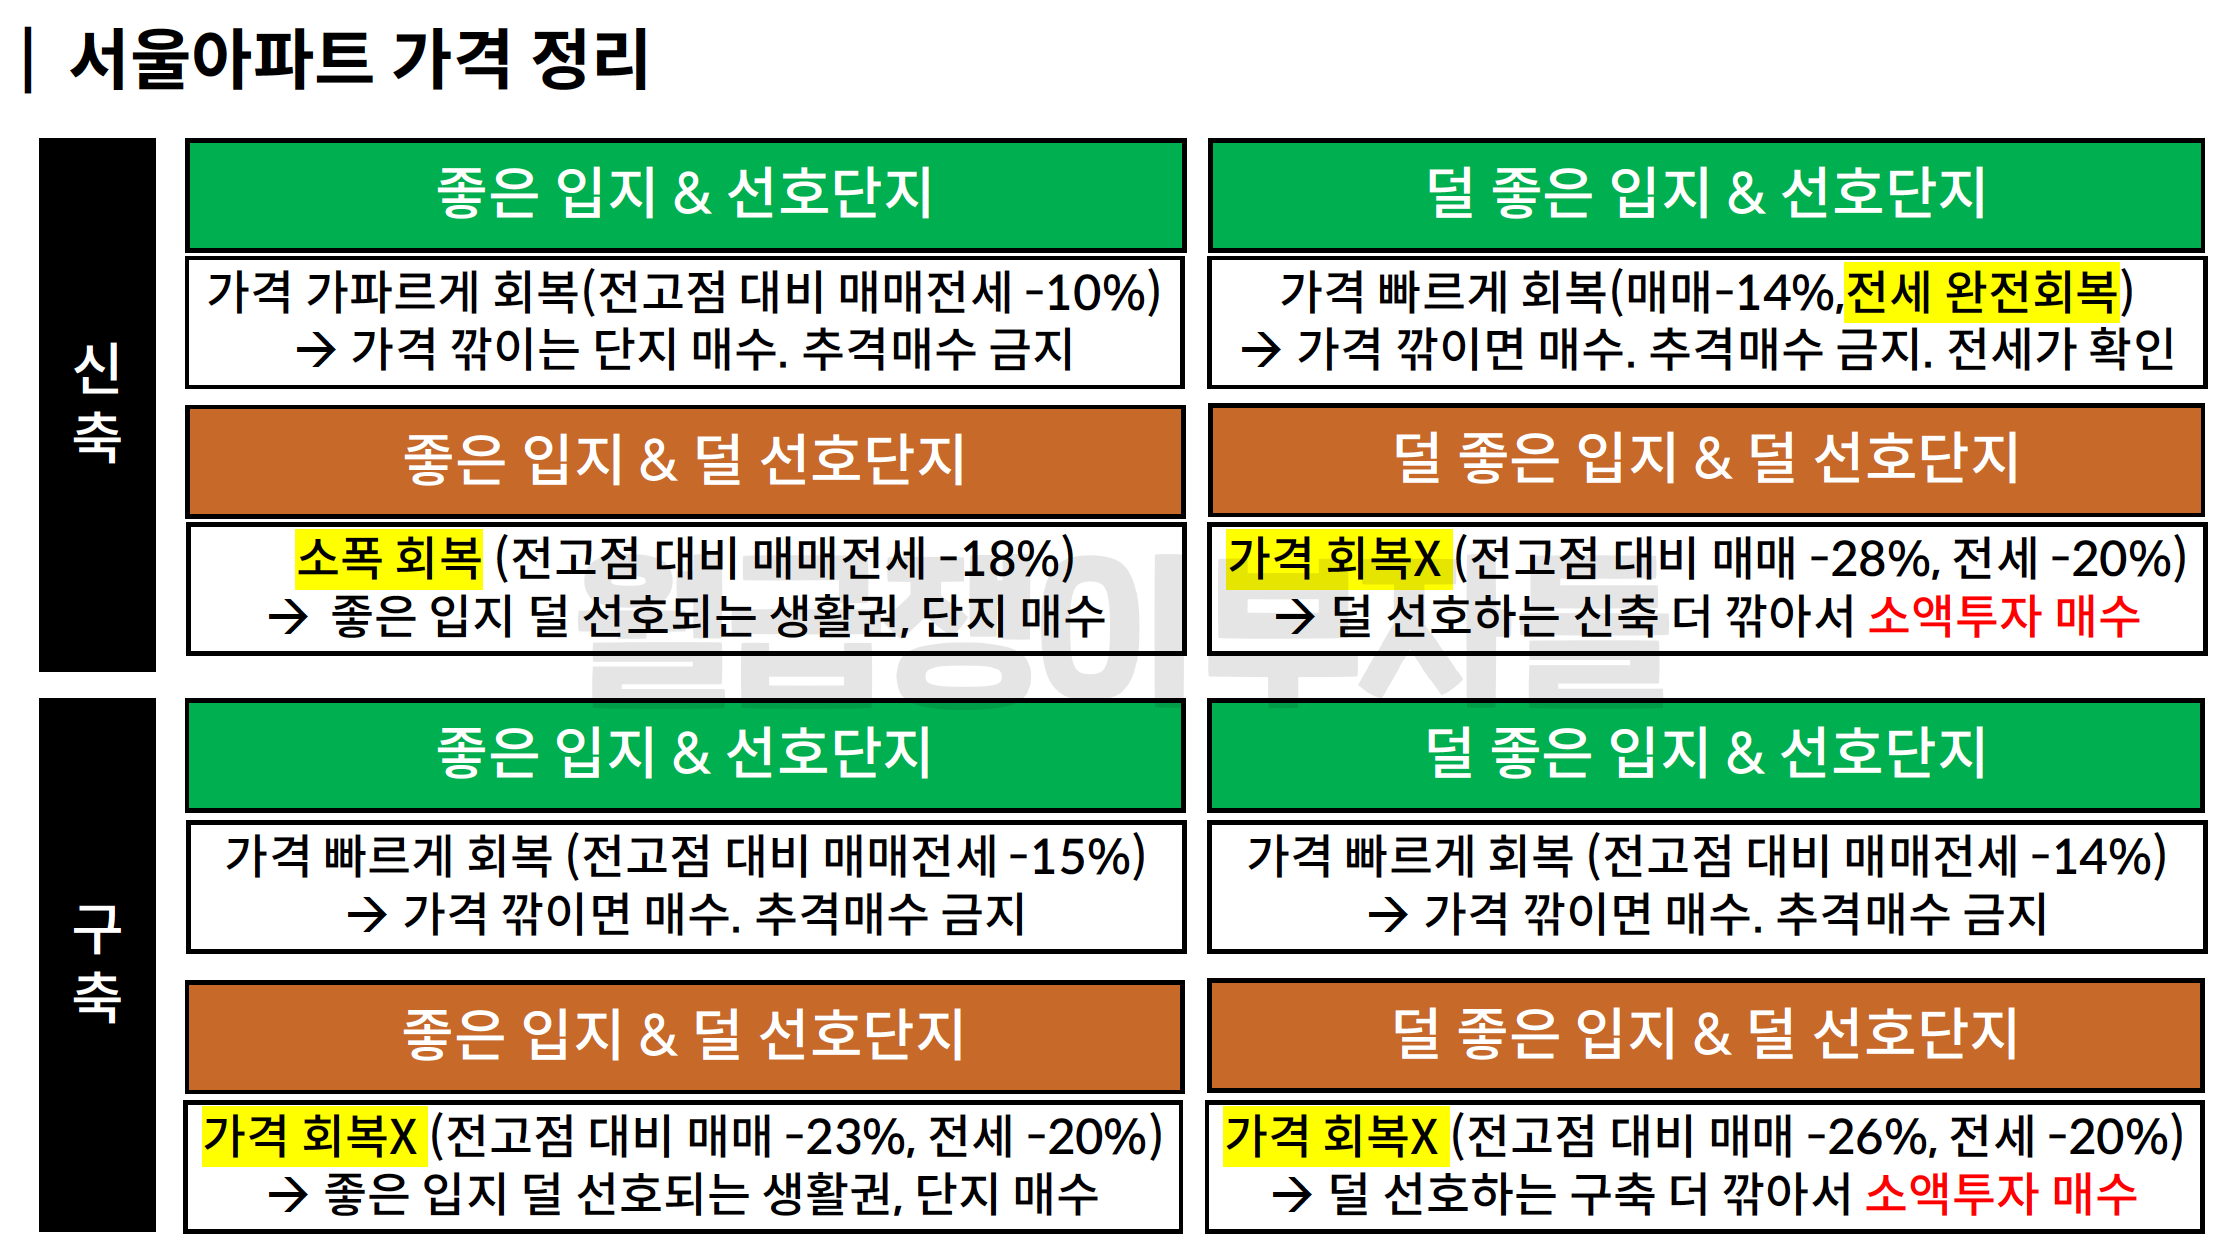 | 서울아파트 가격 정리
신축
좋은 입지 & 선호단지
가격 가파르게 회복(전고점 대비 매매전세 -10%)
→ 가격 깎이는 단지 매수. 추격매수 금지
덜 좋은 입지 & 선호단지
가격 빠르게 회복(매매-14%,전세 완전회복)
→ 가격 깎이면 매수. 추격매수 금지. 전세가 확인
좋은 입지 & 덜 선호단지
소폭 회복 (전고점 대비 매매전세 -18%)
→ 좋은 입지 덜 선호되는 생활권, 단지 매수
덜 좋은 입지 & 덜 선호단지
가격 회복X (전고점 대비 매매 -28%, 전세 -20%)
→ 덜 선호하는 신축 더 깎아서 소액투자 매수
월급쟁이부자들
구축
좋은 입지 & 선호단지
가격 빠르게 회복 (전고점 대비 매매전세 -15%)
→ 가격 깎이면 매수. 추격매수 금지
덜 좋은 입지 & 선호단지
가격 빠르게 회복 (전고점 대비 매매전세 -14%)
→ 가격 깎이면 매수. 추격매수 금지
좋은 입지 & 덜 선호단지
가격 회복X (전고점 대비 매매 -23%, 전세 -20%)
→ 좋은 입지 덜 선호되는 생활권, 단지 매수
덜 좋은 입지 & 덜 선호단지
가격 회복X (전고점 대비 매매 -26%, 전세 -20%)
→ 덜 선호하는 구축 더 깎아서 소액투자 매수